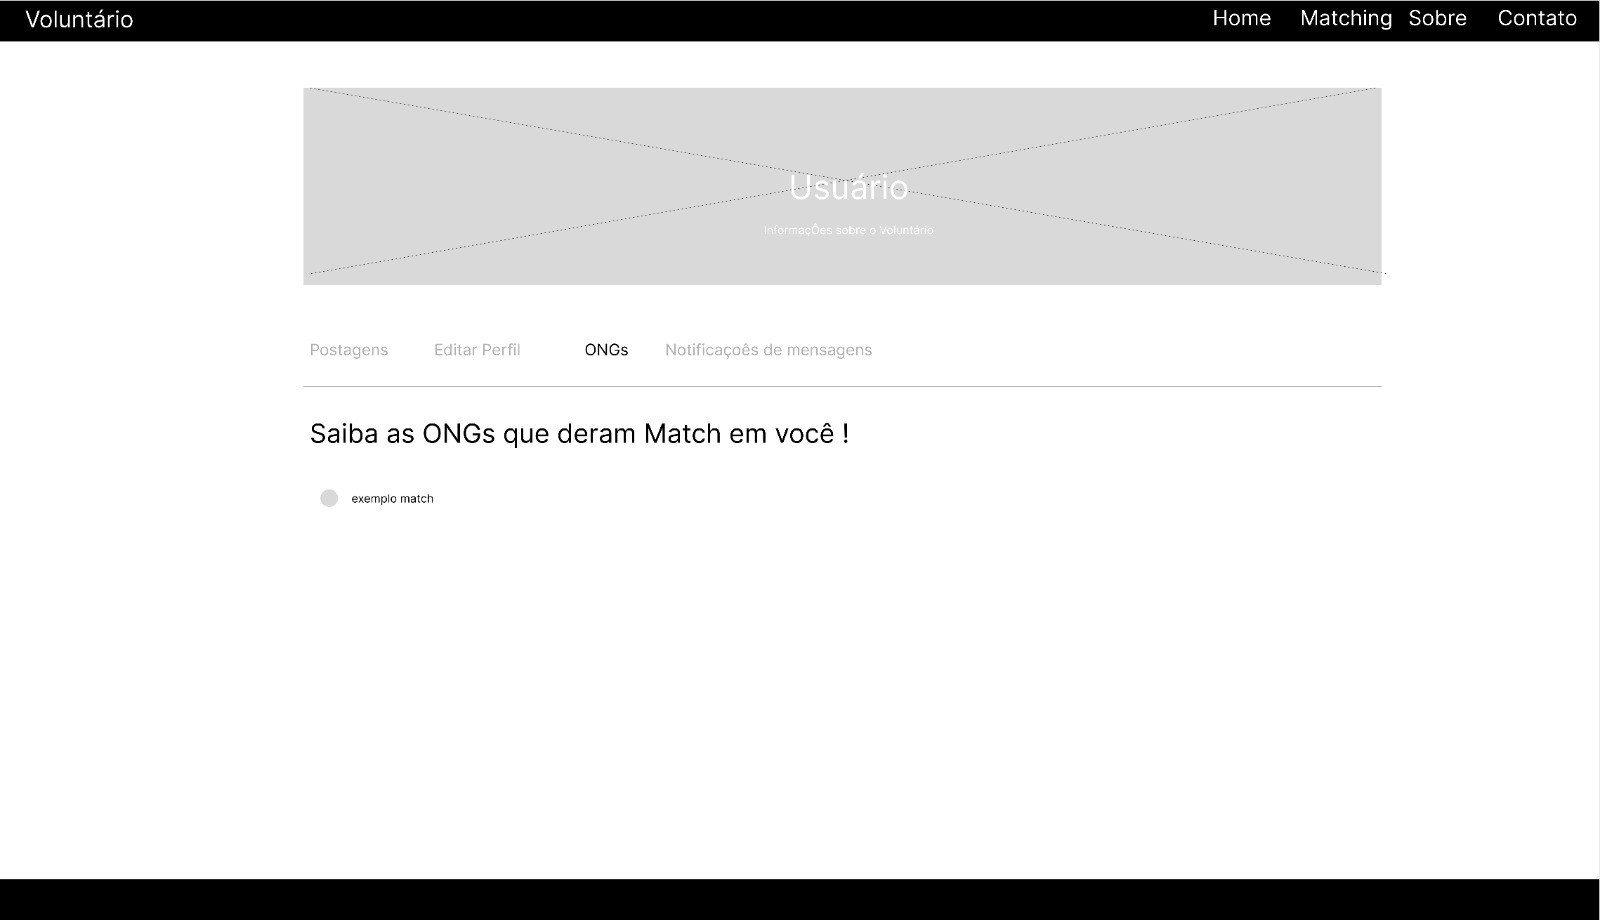 Voluntário
Home Matching Sobre Contato
Usuário
InformaçÕes sobre o Voluntário
Postagens Editar Perfil ONGs Notificaçoês de mensagens
Saiba as ONGs que deram Match em você !
exemplo match